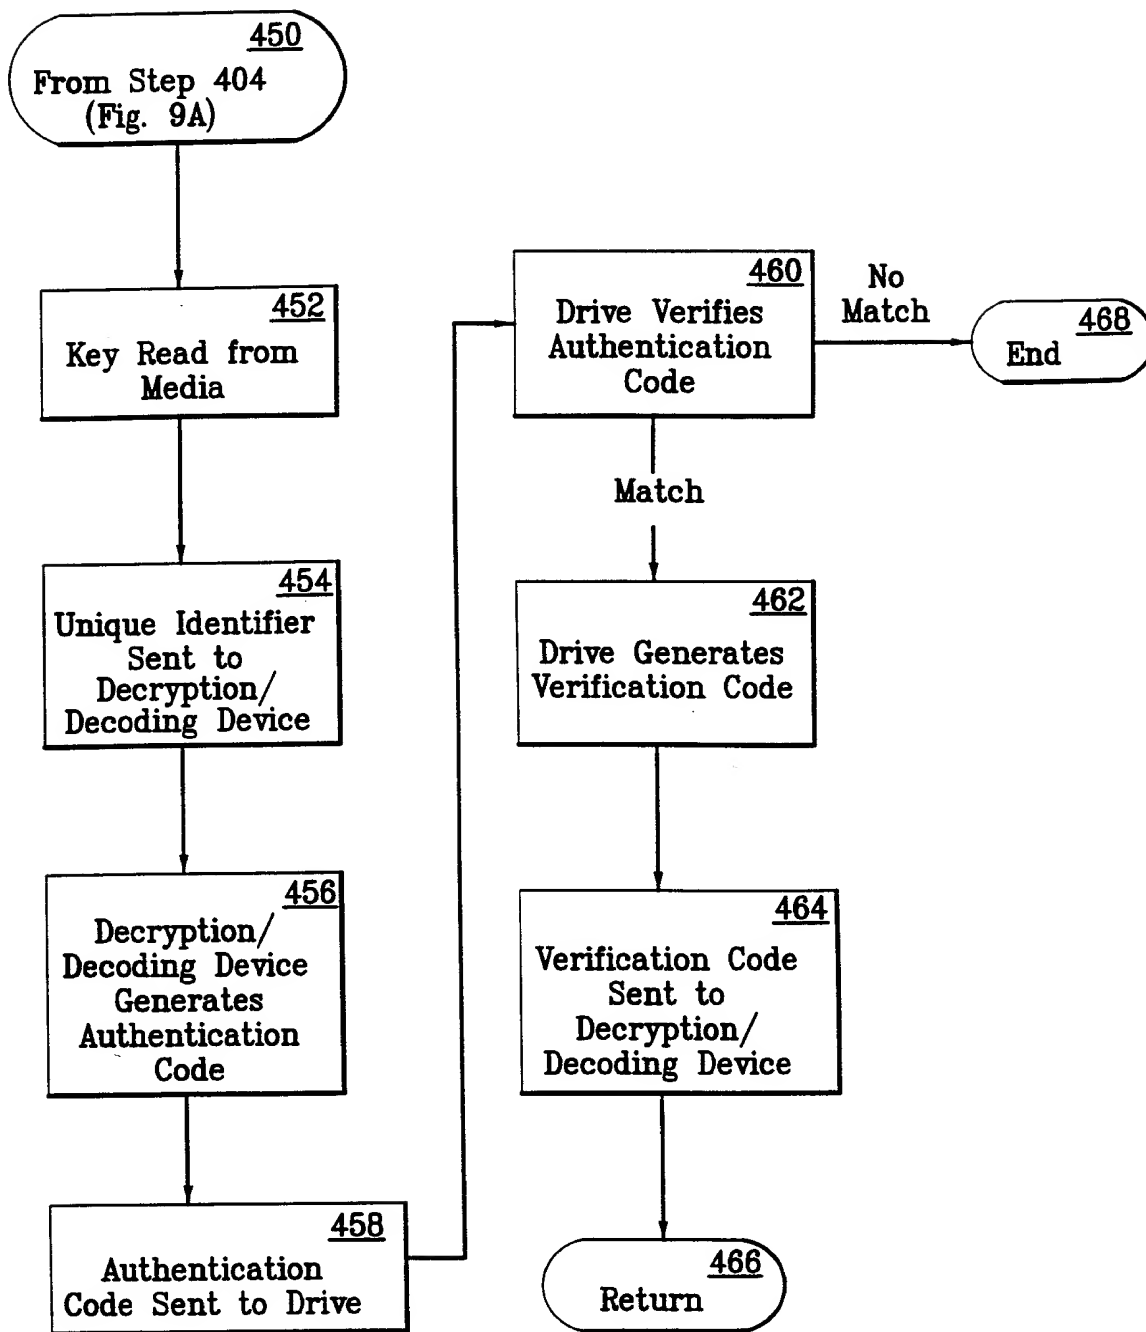 450
From Step 404
(Fig. 9A)
452
Key Read from
Media
454
Unique Identifier
Sent to
Decryption/
Decoding Device
456
Decryption/
Decoding Device
Generates
Authentication
Code
458
Authentication
Code Sent to Drive
460
Drive Verifies
Authentication
Code
No
Match
468
End
Match
462
Drive Generates
Verification Code
464
Verification Code
Sent to
Decryption/
Decoding Device
466
Return